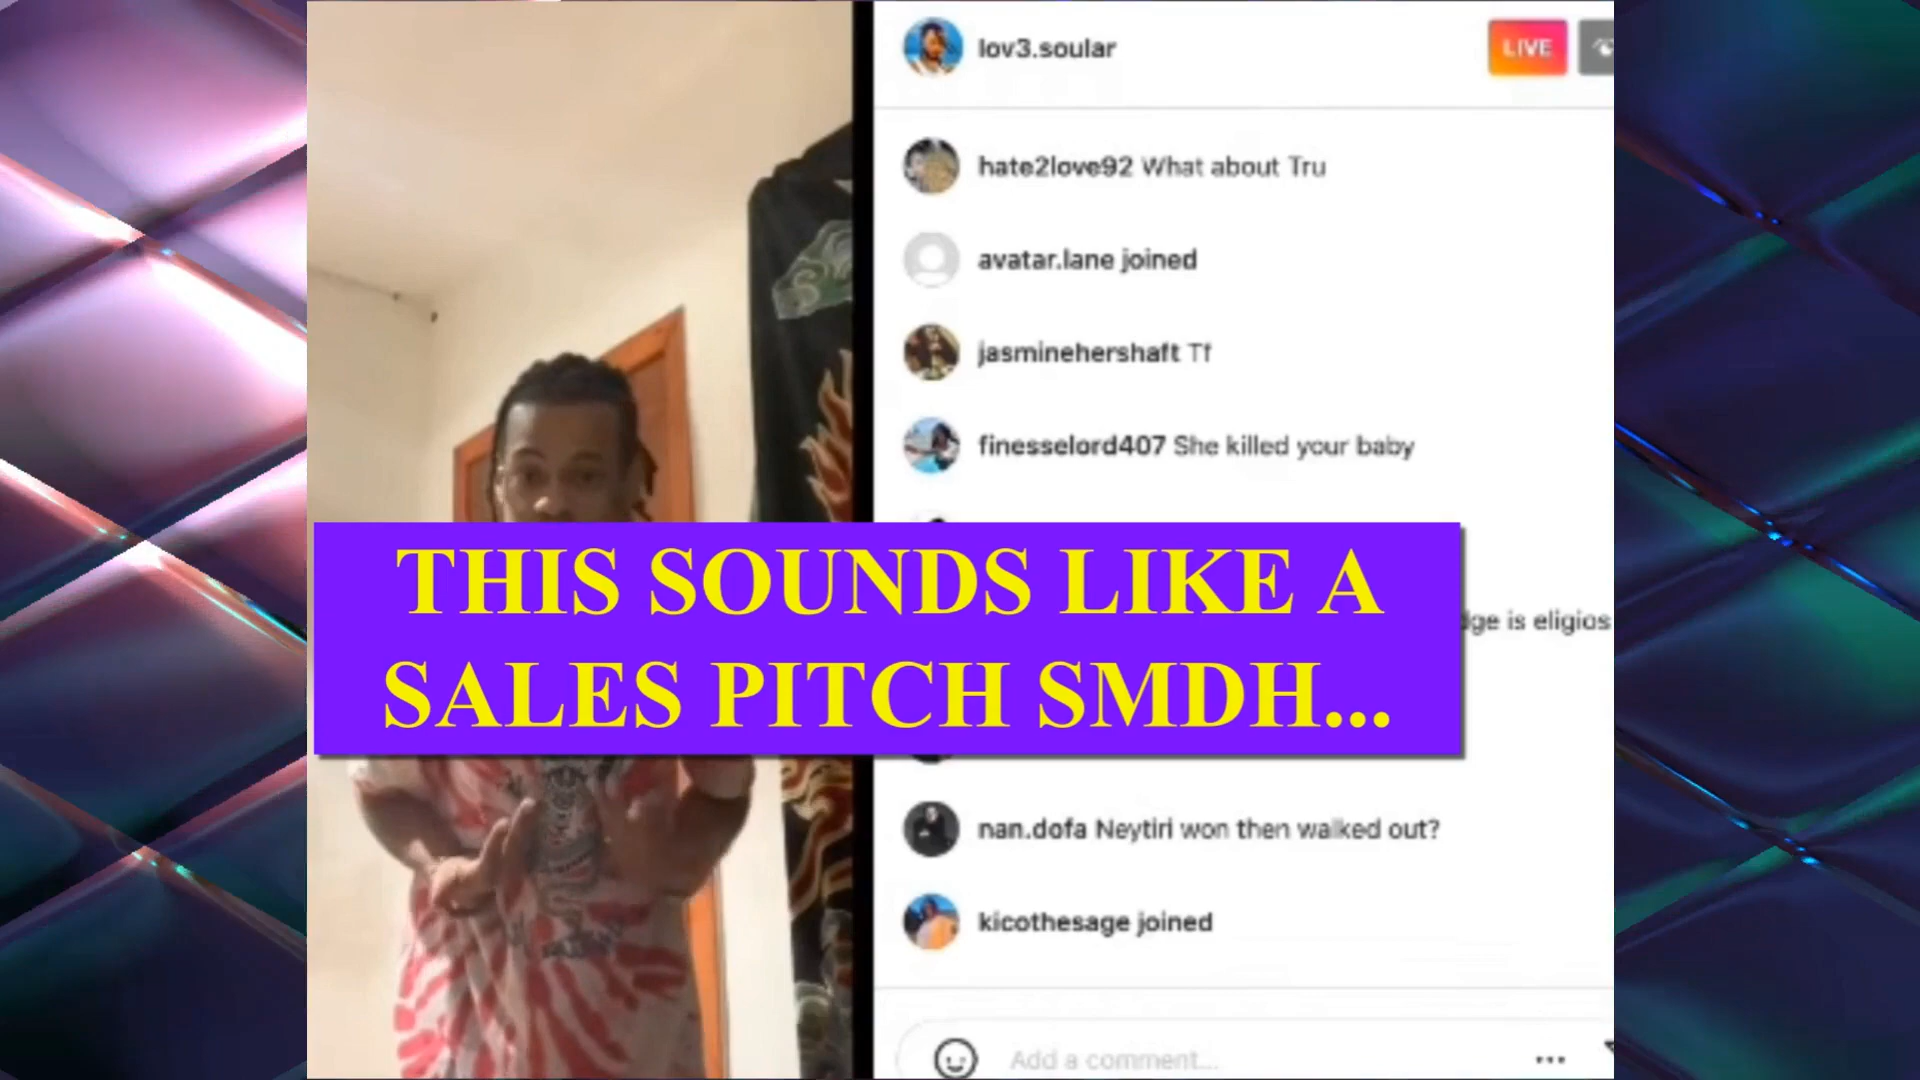 lov3.soular
LIVE
hate2love92 What about Tru
avatar.lane joined
jasminehershaft Tf
finesselord407 She killed your baby
THIS SOUNDS LIKE A
SALES PITCH SMDH...
is eligios
nan.dofa Neytiri won then walked out?
kicothesage joined
Add a comment...